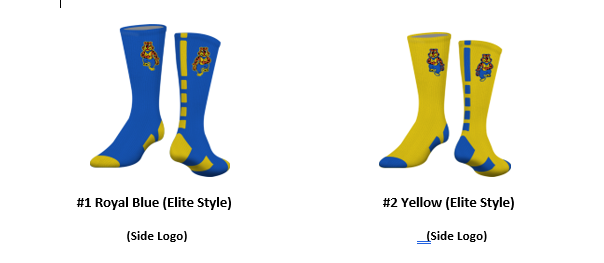 #1 Royal Blue (Elite Style)
#2 Yellow (Elite Style)
(Side Logo)
(Side Logo)